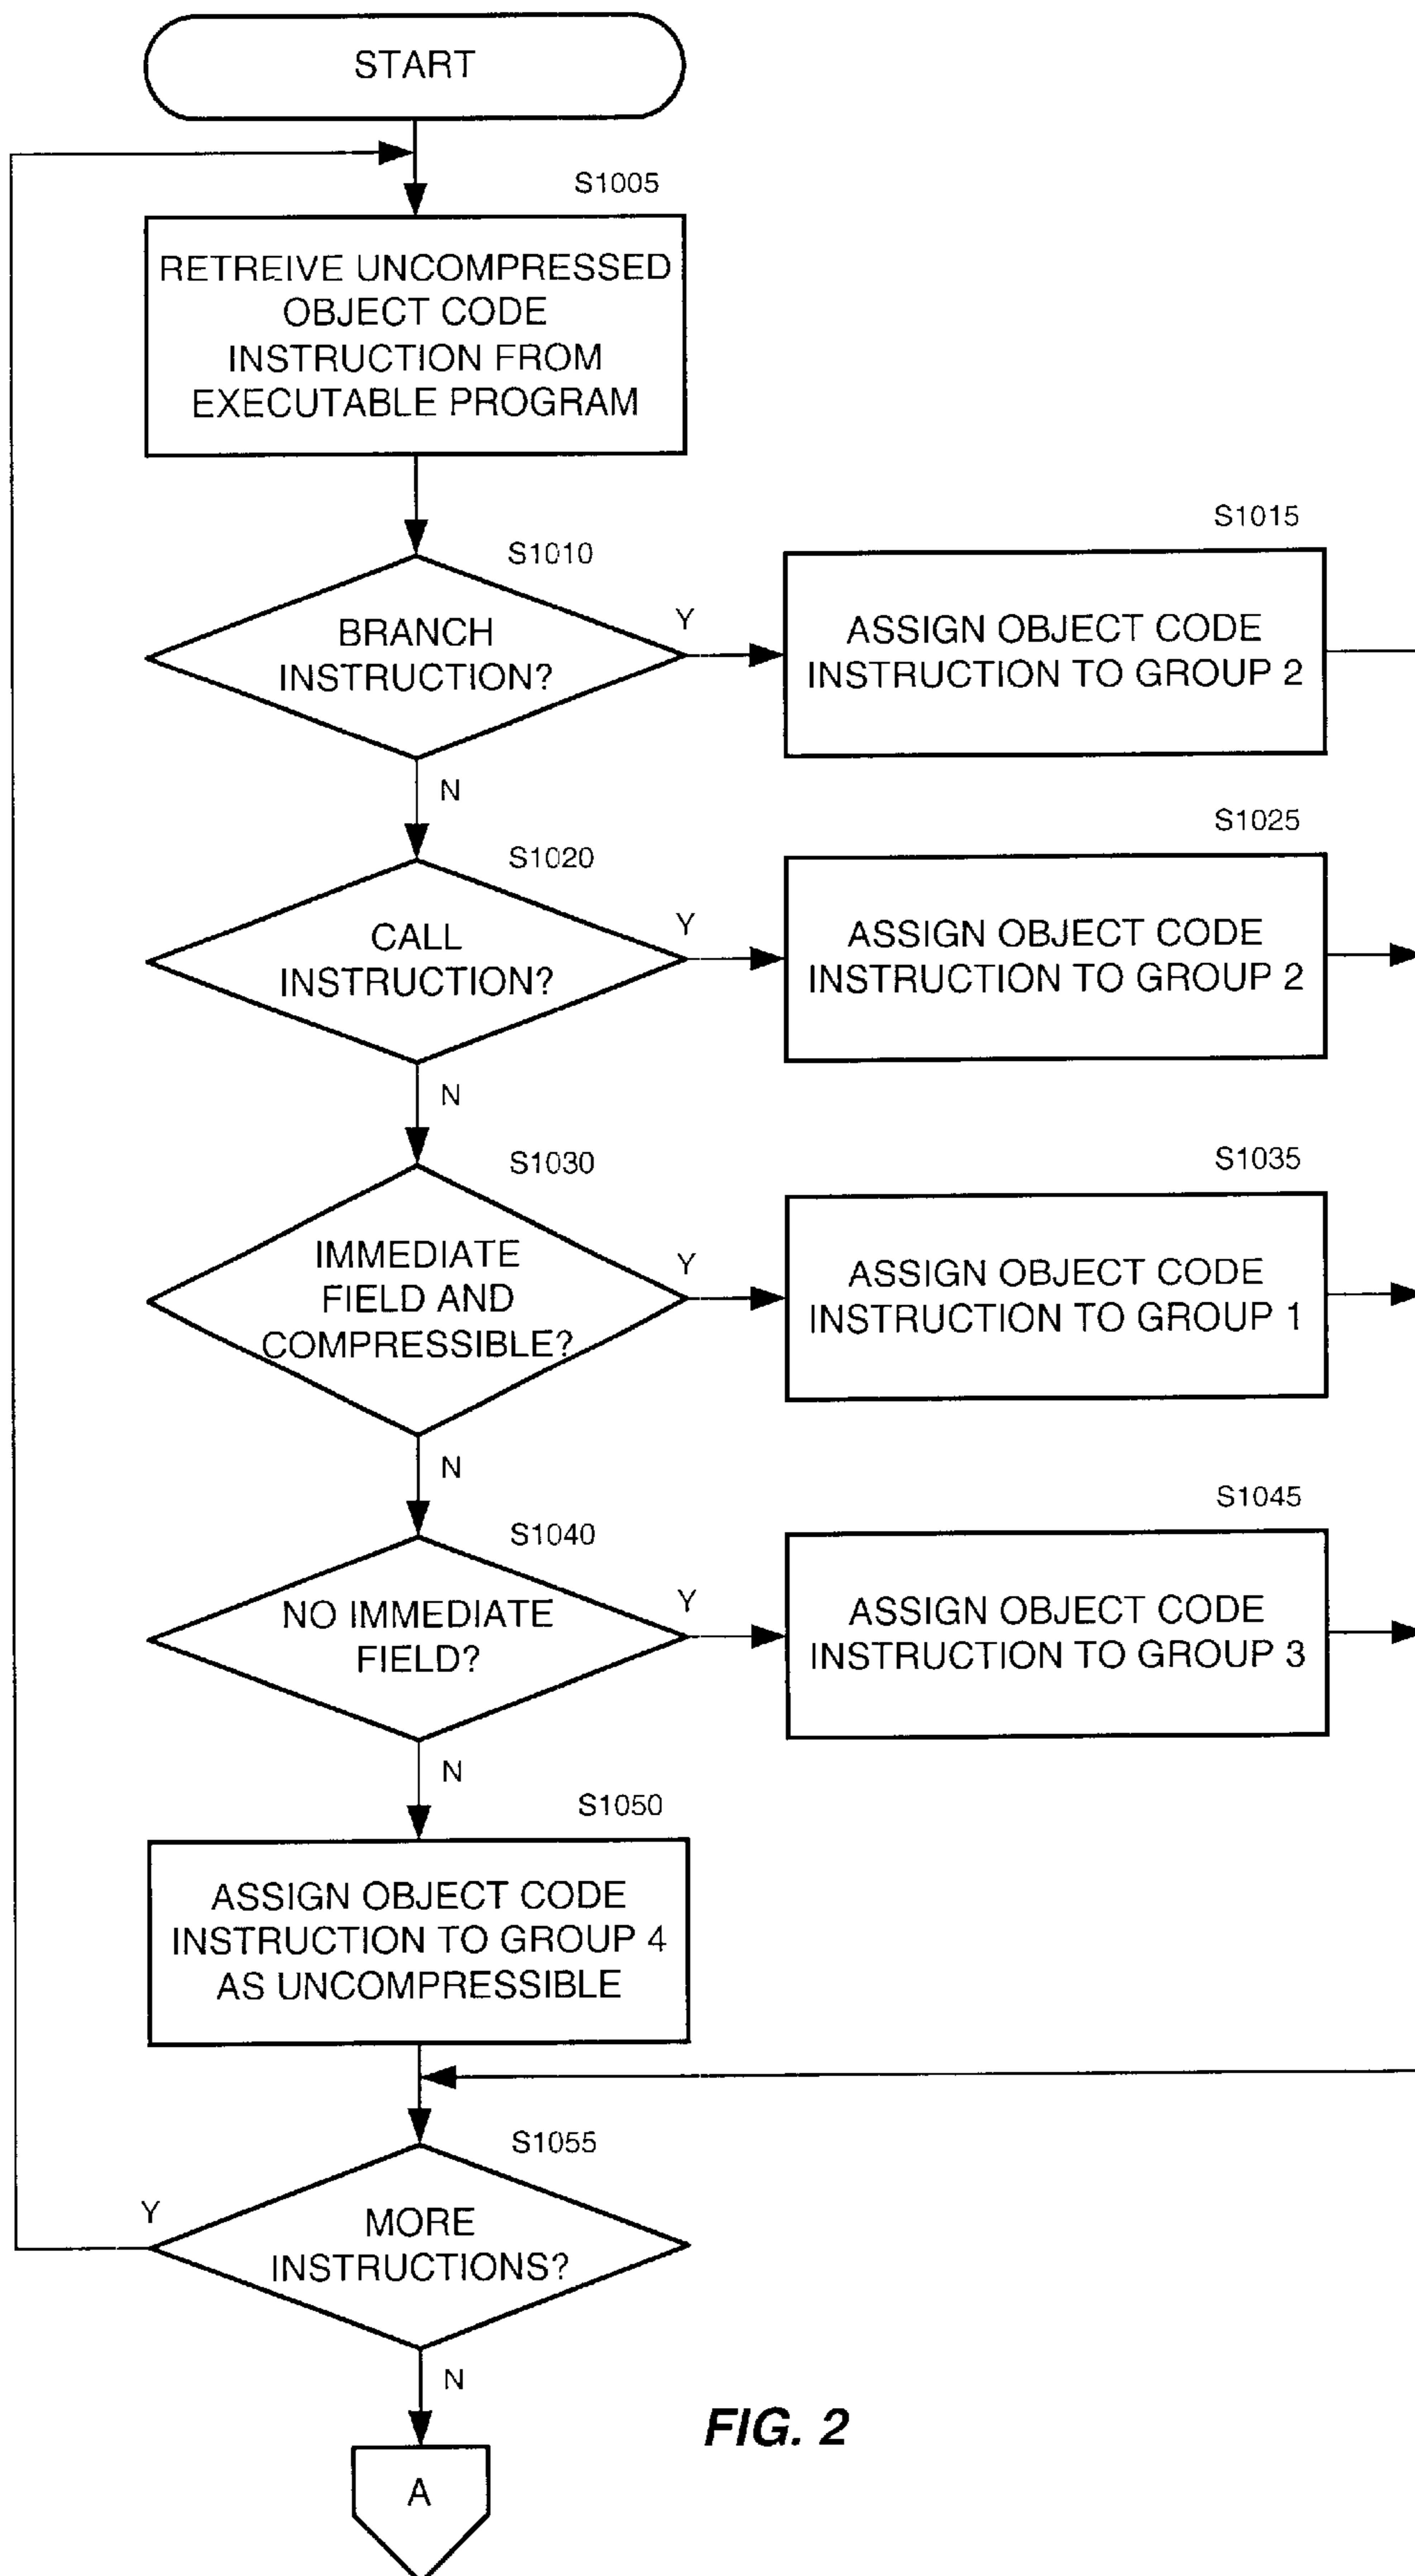 START
S1005
RETREIVE UNCOMPRESSED
OBJECT CODE
INSTRUCTION FROM
EXECUTABLE PROGRAM
S1010
BRANCH
INSTRUCTION?
Y
N
S1015
ASSIGN OBJECT CODE
INSTRUCTION TO GROUP 2
S1020
CALL
INSTRUCTION?
Y
N
S1025
ASSIGN OBJECT CODE
INSTRUCTION TO GROUP 2
S1030
IMMEDIATE
FIELD AND
COMPRESSIBLE?
Y
N
S1035
ASSIGN OBJECT CODE
INSTRUCTION TO GROUP 1
S1040
NO IMMEDIATE
FIELD?
Y
N
S1045
ASSIGN OBJECT CODE
INSTRUCTION TO GROUP 3
S1050
ASSIGN OBJECT CODE
INSTRUCTION TO GROUP 4
AS UNCOMPRESSIBLE
S1055
MORE
INSTRUCTIONS?
Y
N
A
FIG. 2